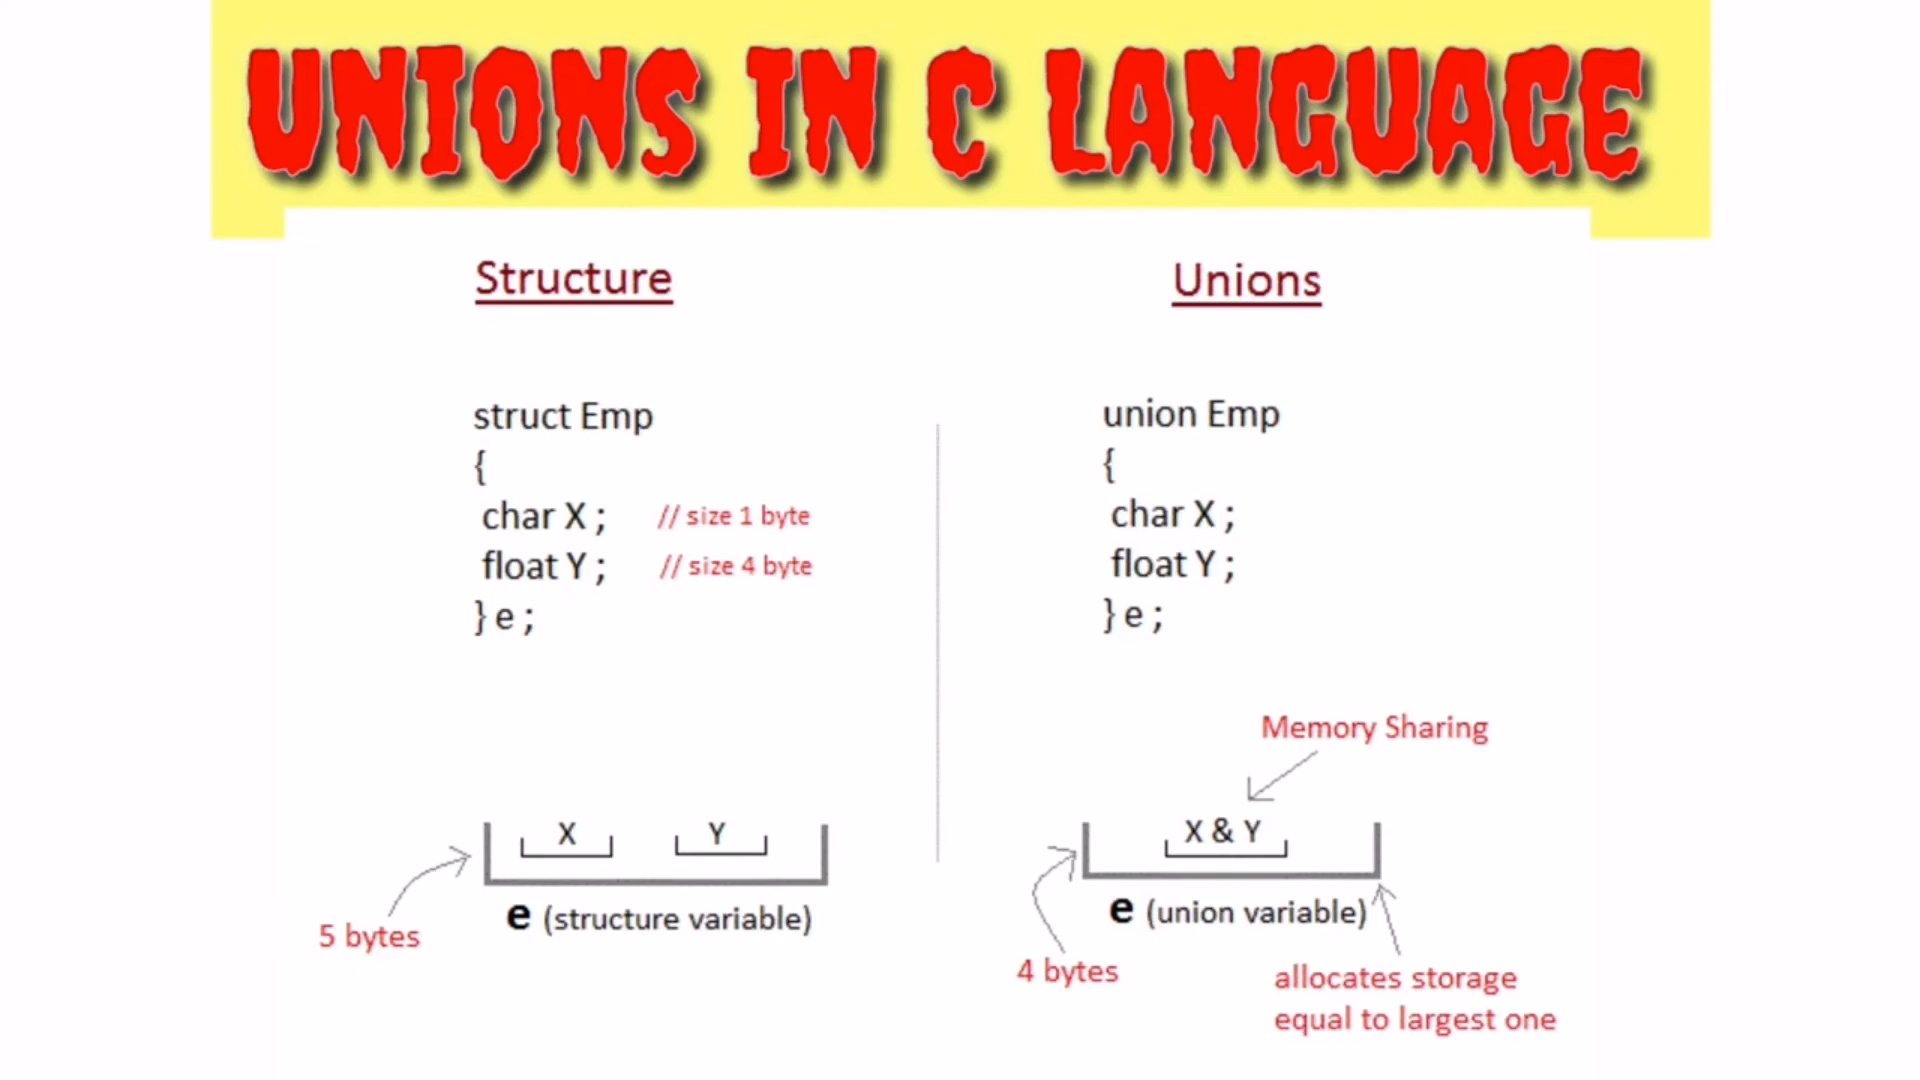 UNIONS IN C LANGUAGE
Structure
struct Emp
{
char X ; // size 1 byte
float Y ; // size 4 byte
} e ;
X Y
e (structure variable)
5 bytes
Unions
union Emp
{
char X ;
float Y ;
} e ;
Memory Sharing
X & Y
e (union variable)
4 bytes
allocates storage
equal to largest one